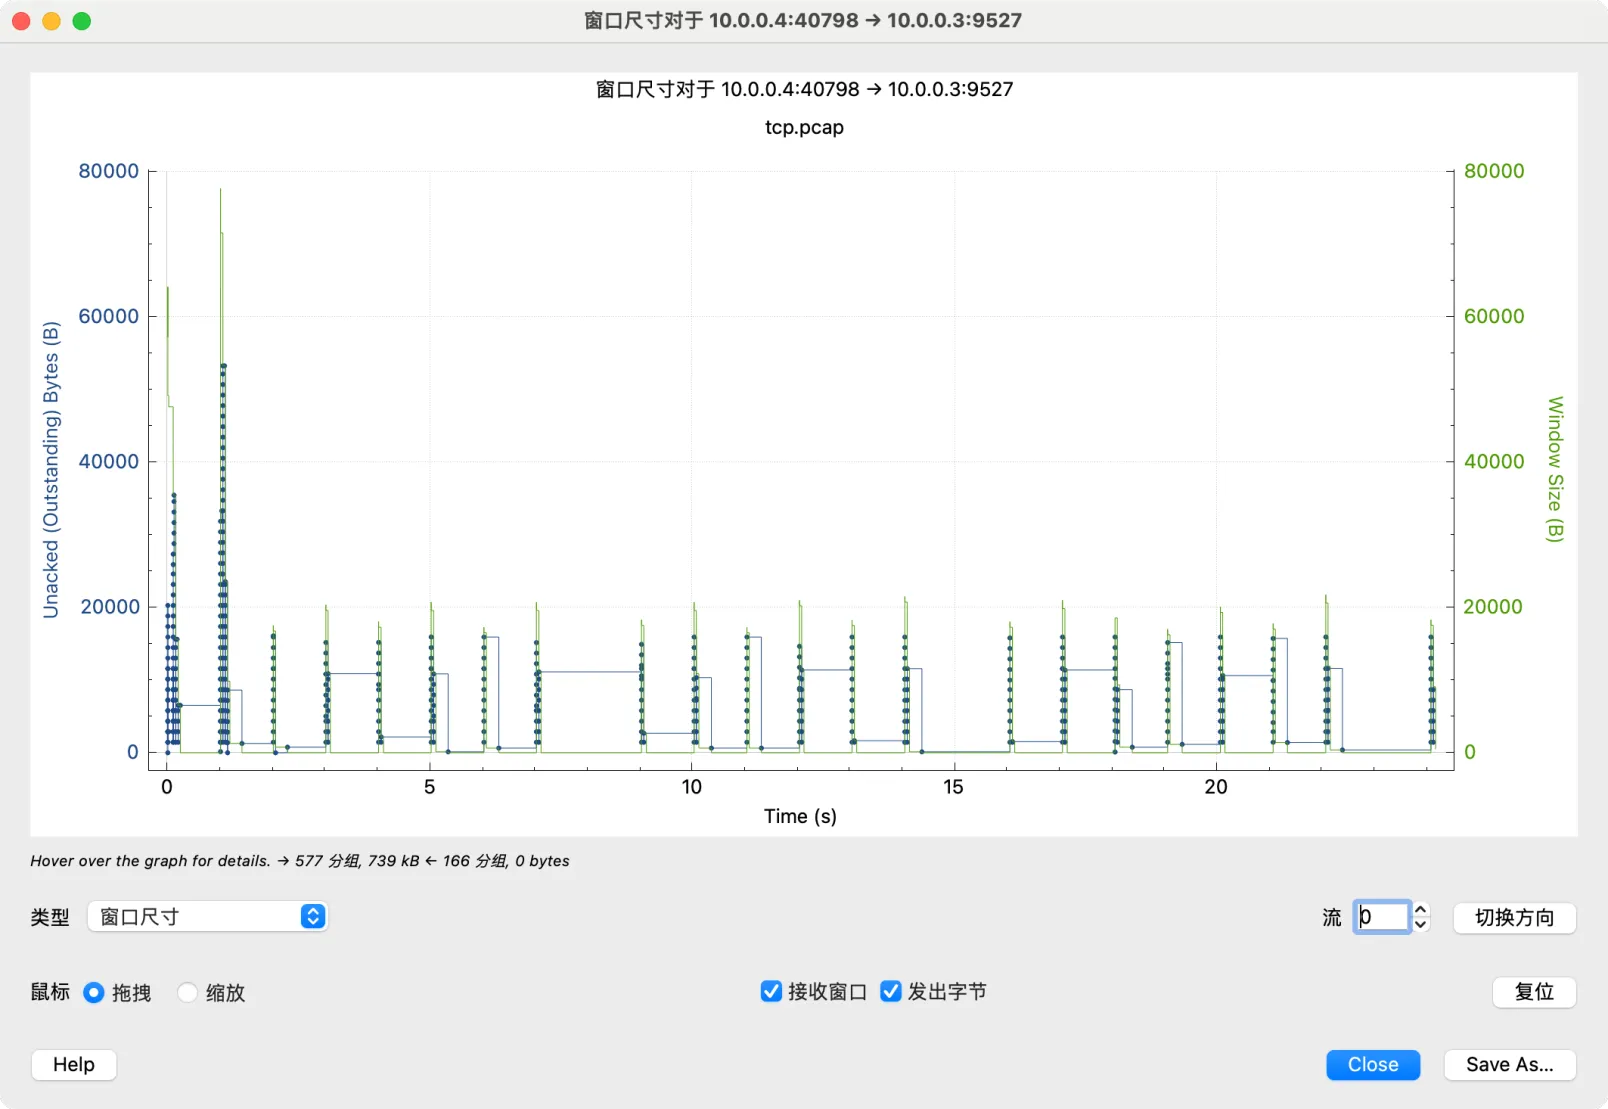 窗口尺寸对于 10.0.0.4:40798 → 10.0.0.3:9527
窗口尺寸对于 10.0.0.4:40798 → 10.0.0.3:9527
tcp.pcap
Unacked (Outstanding) Bytes (B)
80000
60000
40000
20000
0
80000
60000
40000
20000
0
Window Size (B)
0 5 10 15 20
Time (s)
Hover over the graph for details. → 577 分组, 739 kB ← 166 分组, 0 bytes
类型 窗口尺寸 流 0 切换方向
鼠标 拖拽 缩放 接收窗口 发出字节 复位
Help Close Save As...